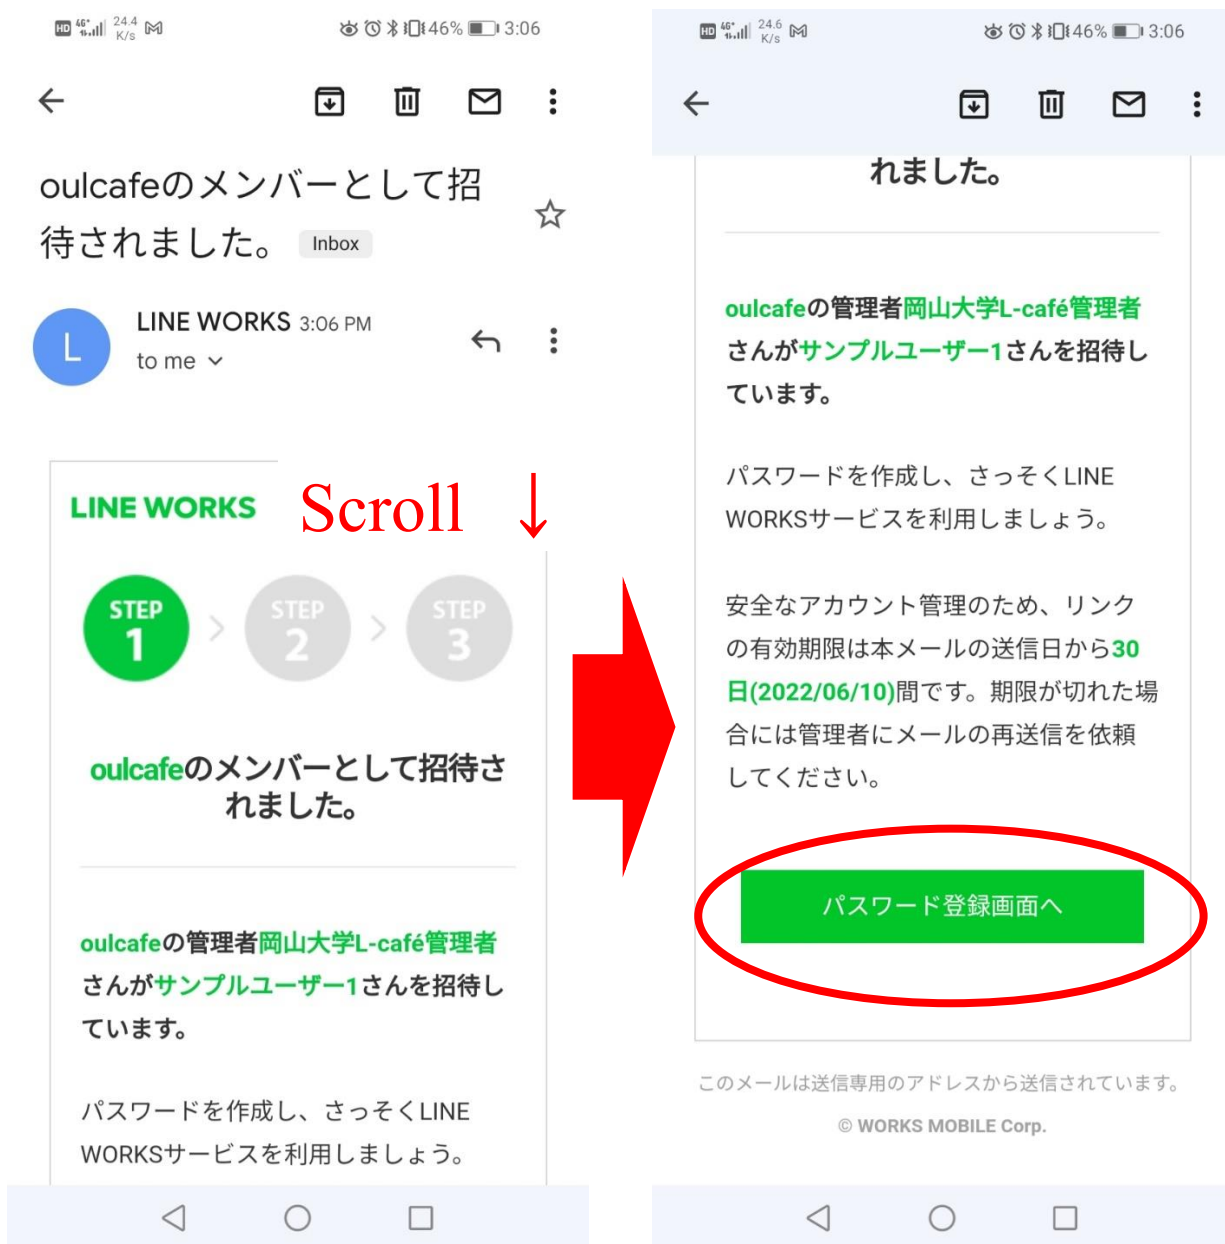 HD 46+ 24.4 K/s 46% 3:06
oulcafeのメンバーとして招
待されました。 Inbox
L
LINE WORKS 3:06 PM
to me
LINE WORKS
Scroll ↓
STEP 1 > STEP 2 > STEP 3
oulcafeのメンバーとして招待さ
れました。
oulcafeの管理者岡山大学L-café管理者
さんがサンプルユーザー1さんを招待し
ています。
パスワードを作成し、さっそくLINE
WORKSサービスを利用しましょう。
HD 46+ 24.6 K/s 46% 3:06
れました。
oulcafeの管理者岡山大学L-café管理者
さんがサンプルユーザー1さんを招待し
ています。
パスワードを作成し、さっそくLINE
WORKSサービスを利用しましょう。
安全なアカウント管理のため、リンク
の有効期限は本メールの送信日から30
日(2022/06/10)間です。期限が切れた場
合には管理者にメールの再送信を依頼
してください。
パスワード登録画面へ
このメールは送信専用のアドレスから送信されています。
© WORKS MOBILE Corp.